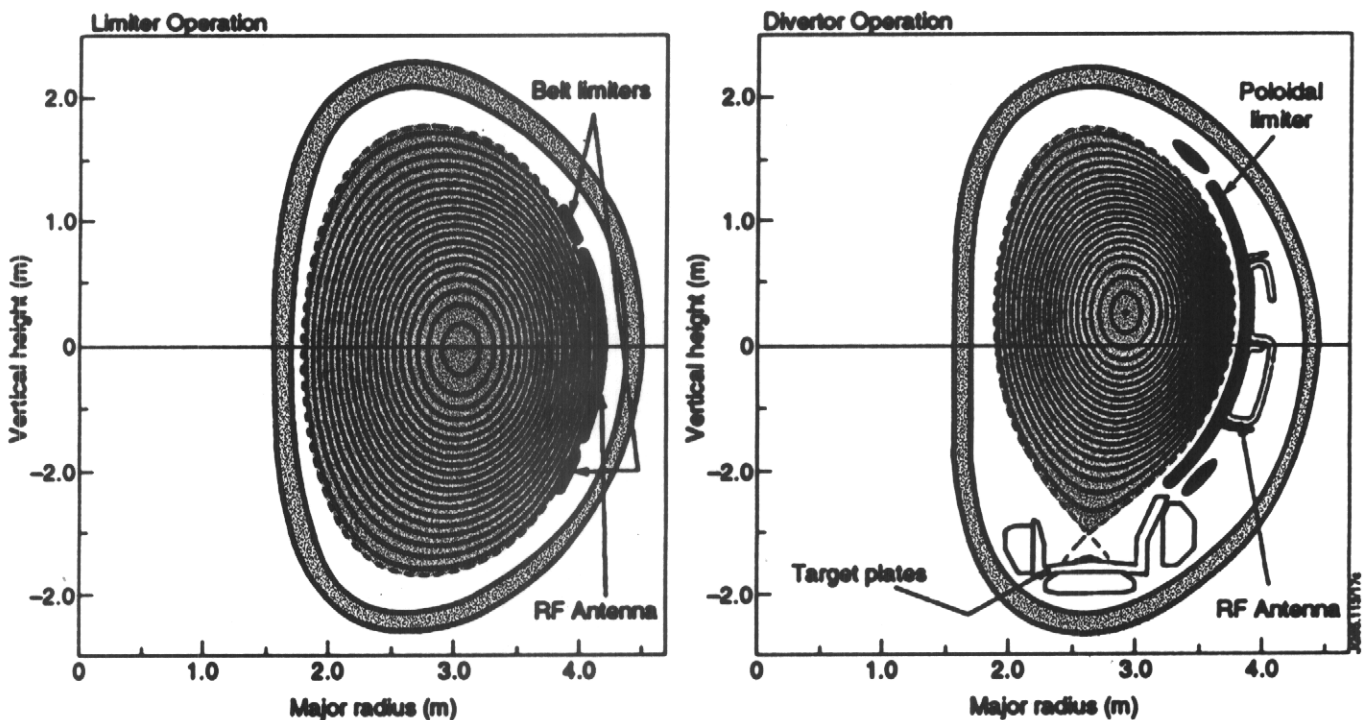 Limiter Operation
Belt limiters
RF Antenna
Vertical height (m)
2.0
1.0
0
–2.0
–2.0
0
1.0
2.0
3.0
4.0
Major radius (m)
Divertor Operation
Poloidal
limiter
Target plates
RF Antenna
Vertical height (m)
2.0
1.0
0
–2.0
–2.0
0
1.0
2.0
3.0
4.0
Major radius (m)